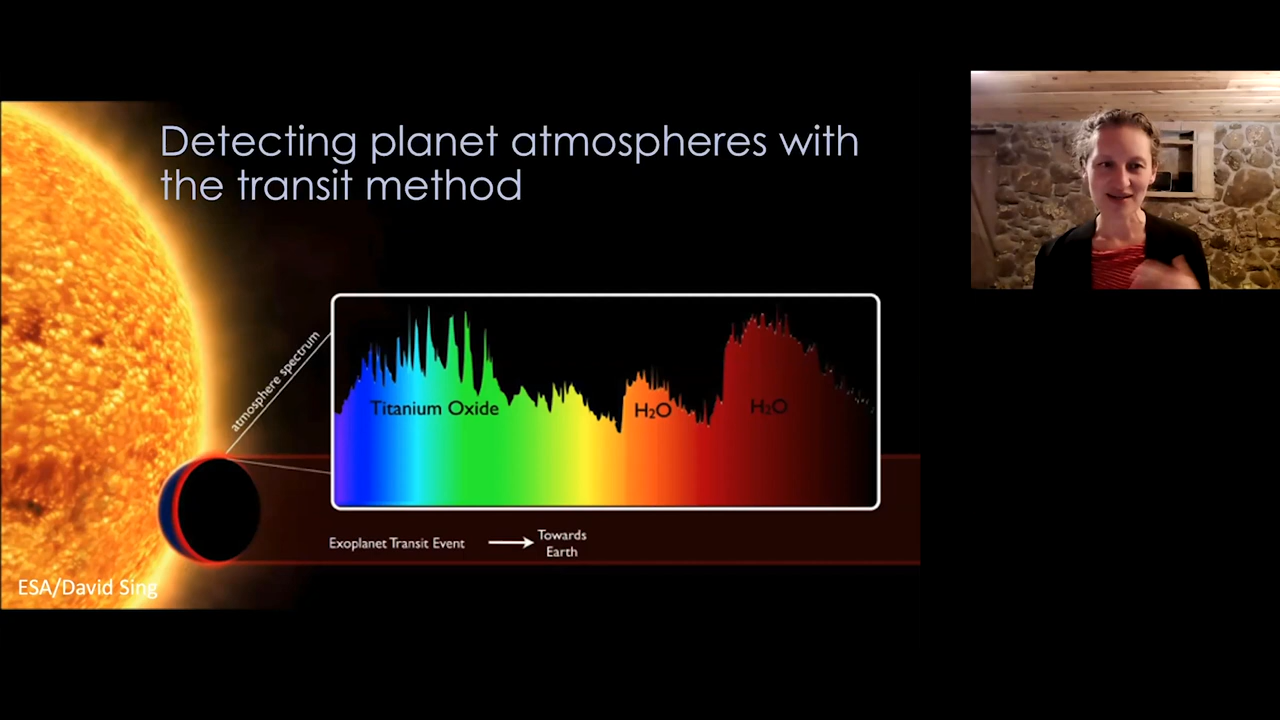 Detecting planet atmospheres with
the transit method
atmosphere spectrum
Titanium Oxide
H₂O
H₂O
Exoplanet Transit Event
Towards
Earth
ESA/David Sing